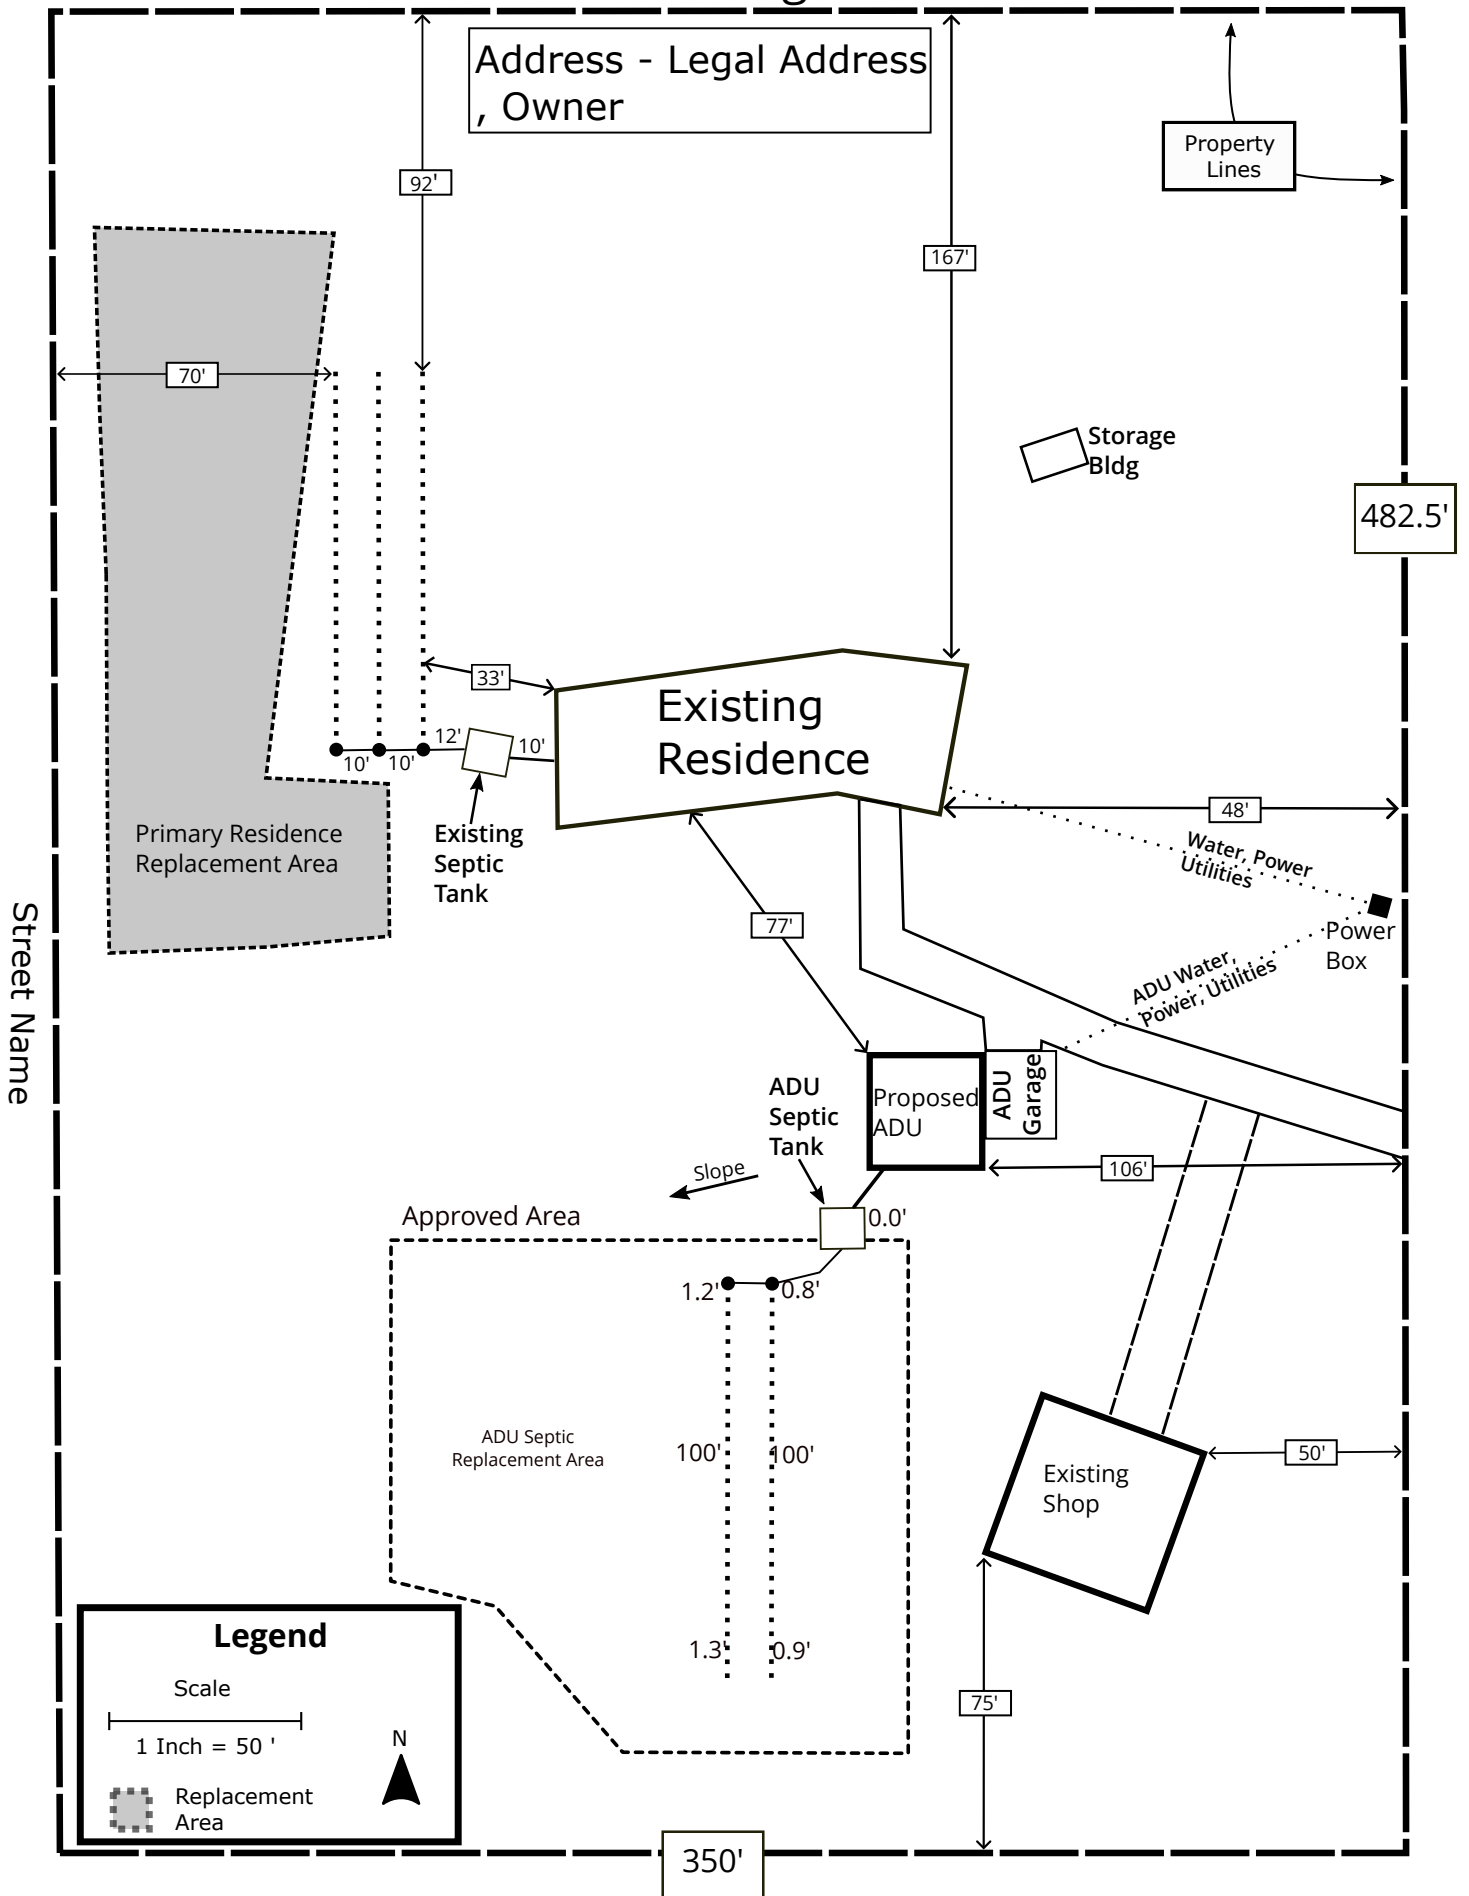 Address - Legal Address
, Owner
Property
Lines
92'
167'
70'
Storage
Bldg
482.5'
33'
Existing
Residence
12'
10'
10'
10'
Existing
Septic
Tank
48'
Primary Residence
Replacement Area
Water, Power
Utilities
77'
Power
Box
Street Name
ADU Water,
Power, Utilities
ADU
Septic
Tank
Proposed
ADU
ADU
Garage
106'
Slope
Approved Area
0.0'
1.2'
0.8'
ADU Septic
Replacement Area
100'
100'
50'
Existing
Shop
1.3'
0.9'
75'
Legend
Scale
1 Inch = 50 '
N
Replacement
Area
350'